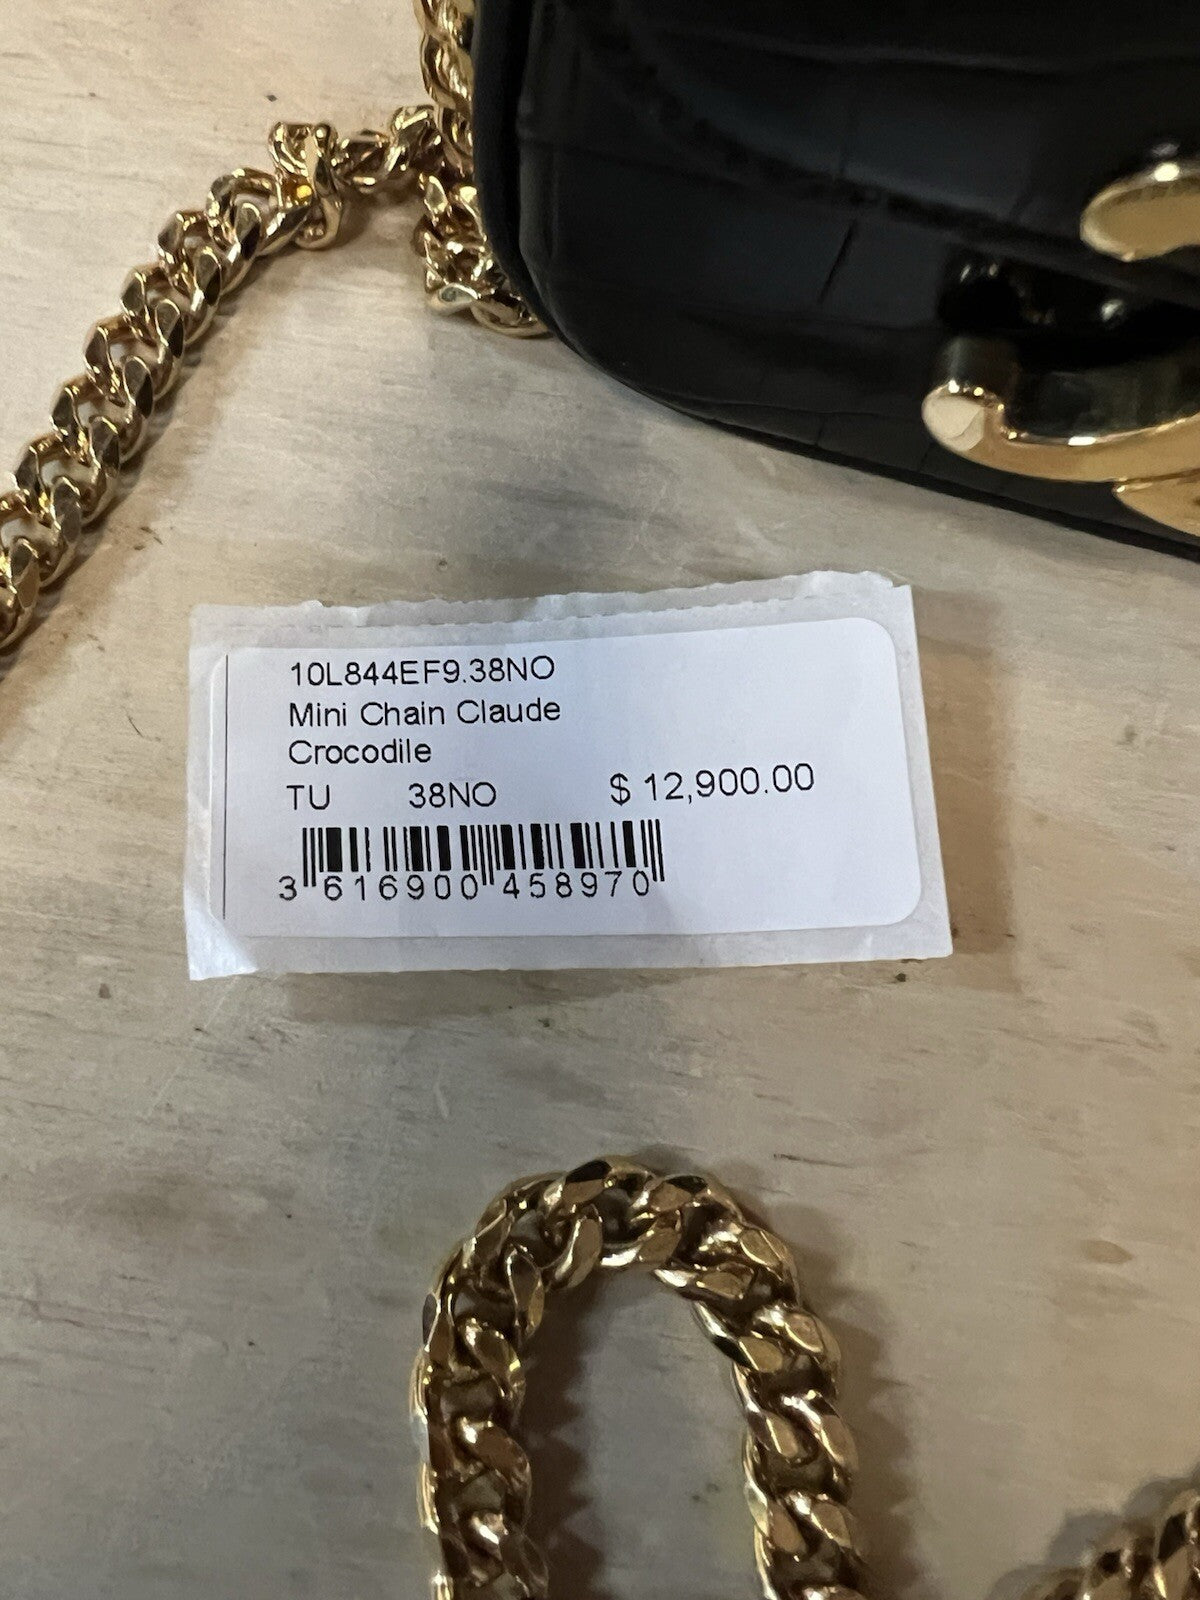 10L844EF9.38NO
Mini Chain Claude
Crocodile
TU 38NO $ 12,900.00
3 616900 458970